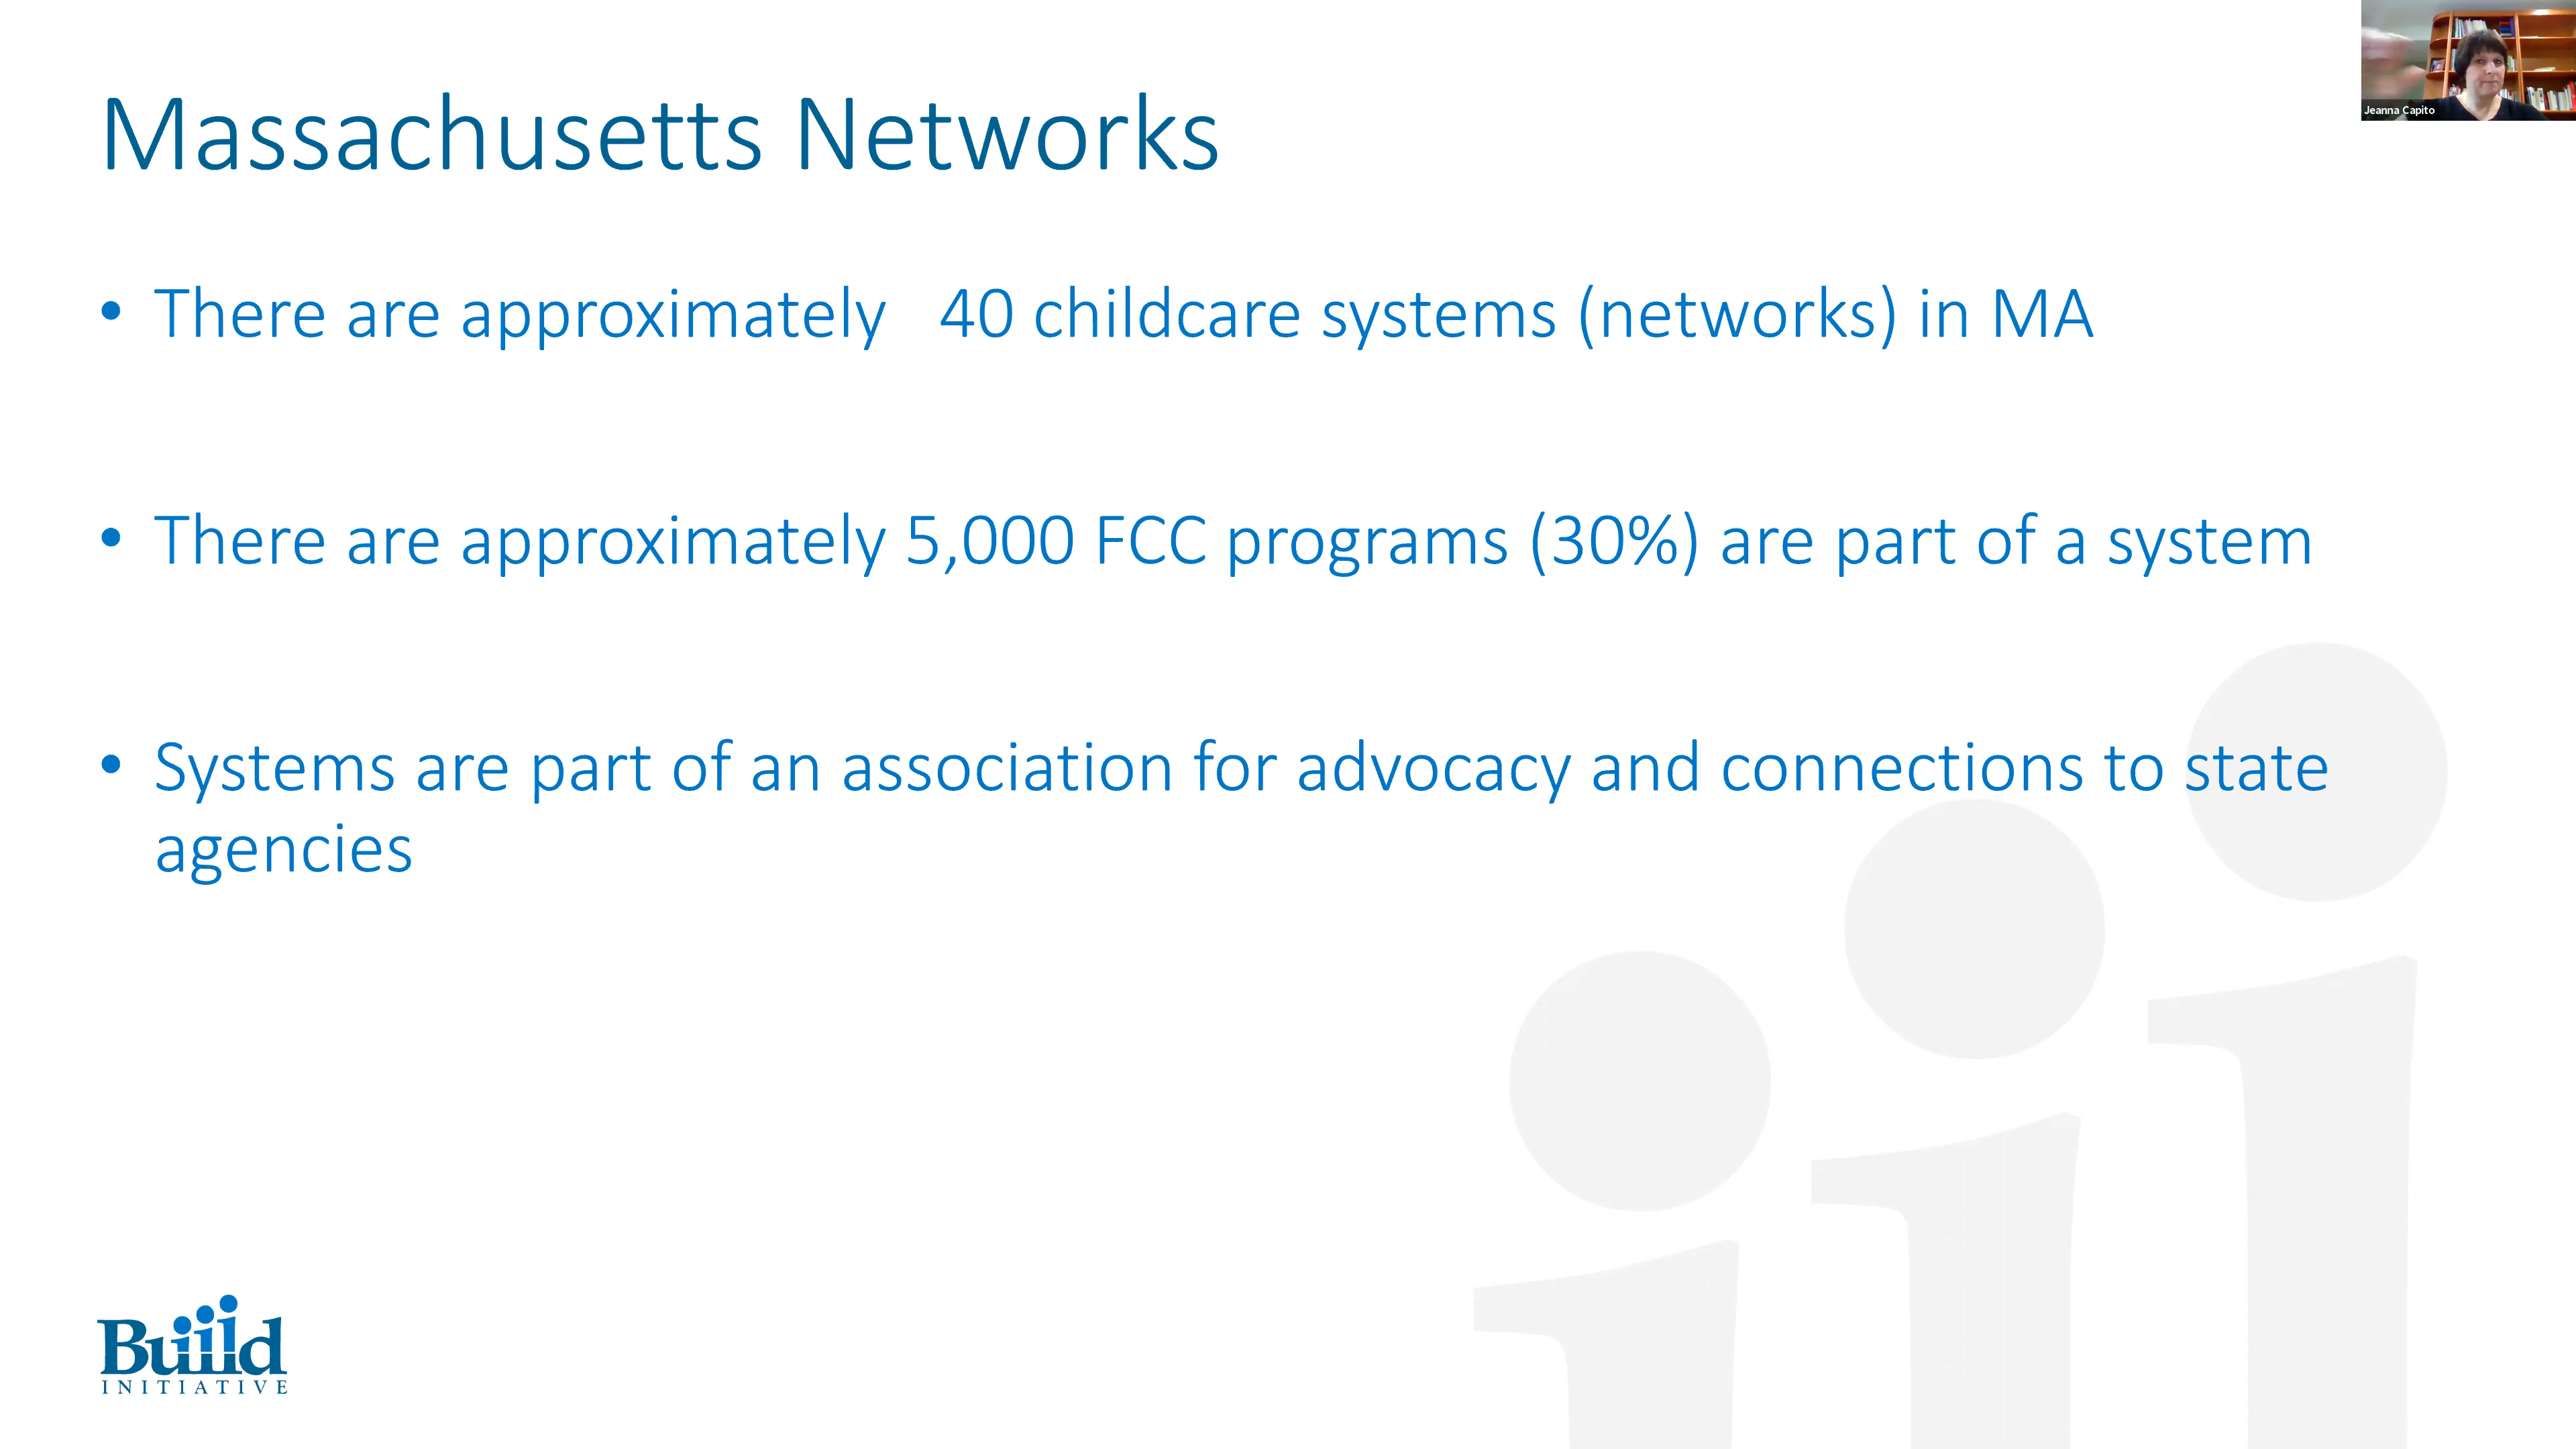 Massachusetts Networks
Jeanna Capito
• There are approximately   40 childcare systems (networks) in MA
• There are approximately 5,000 FCC programs (30%) are part of a system
• Systems are part of an association for advocacy and connections to state
agencies
Build
INITIATIVE